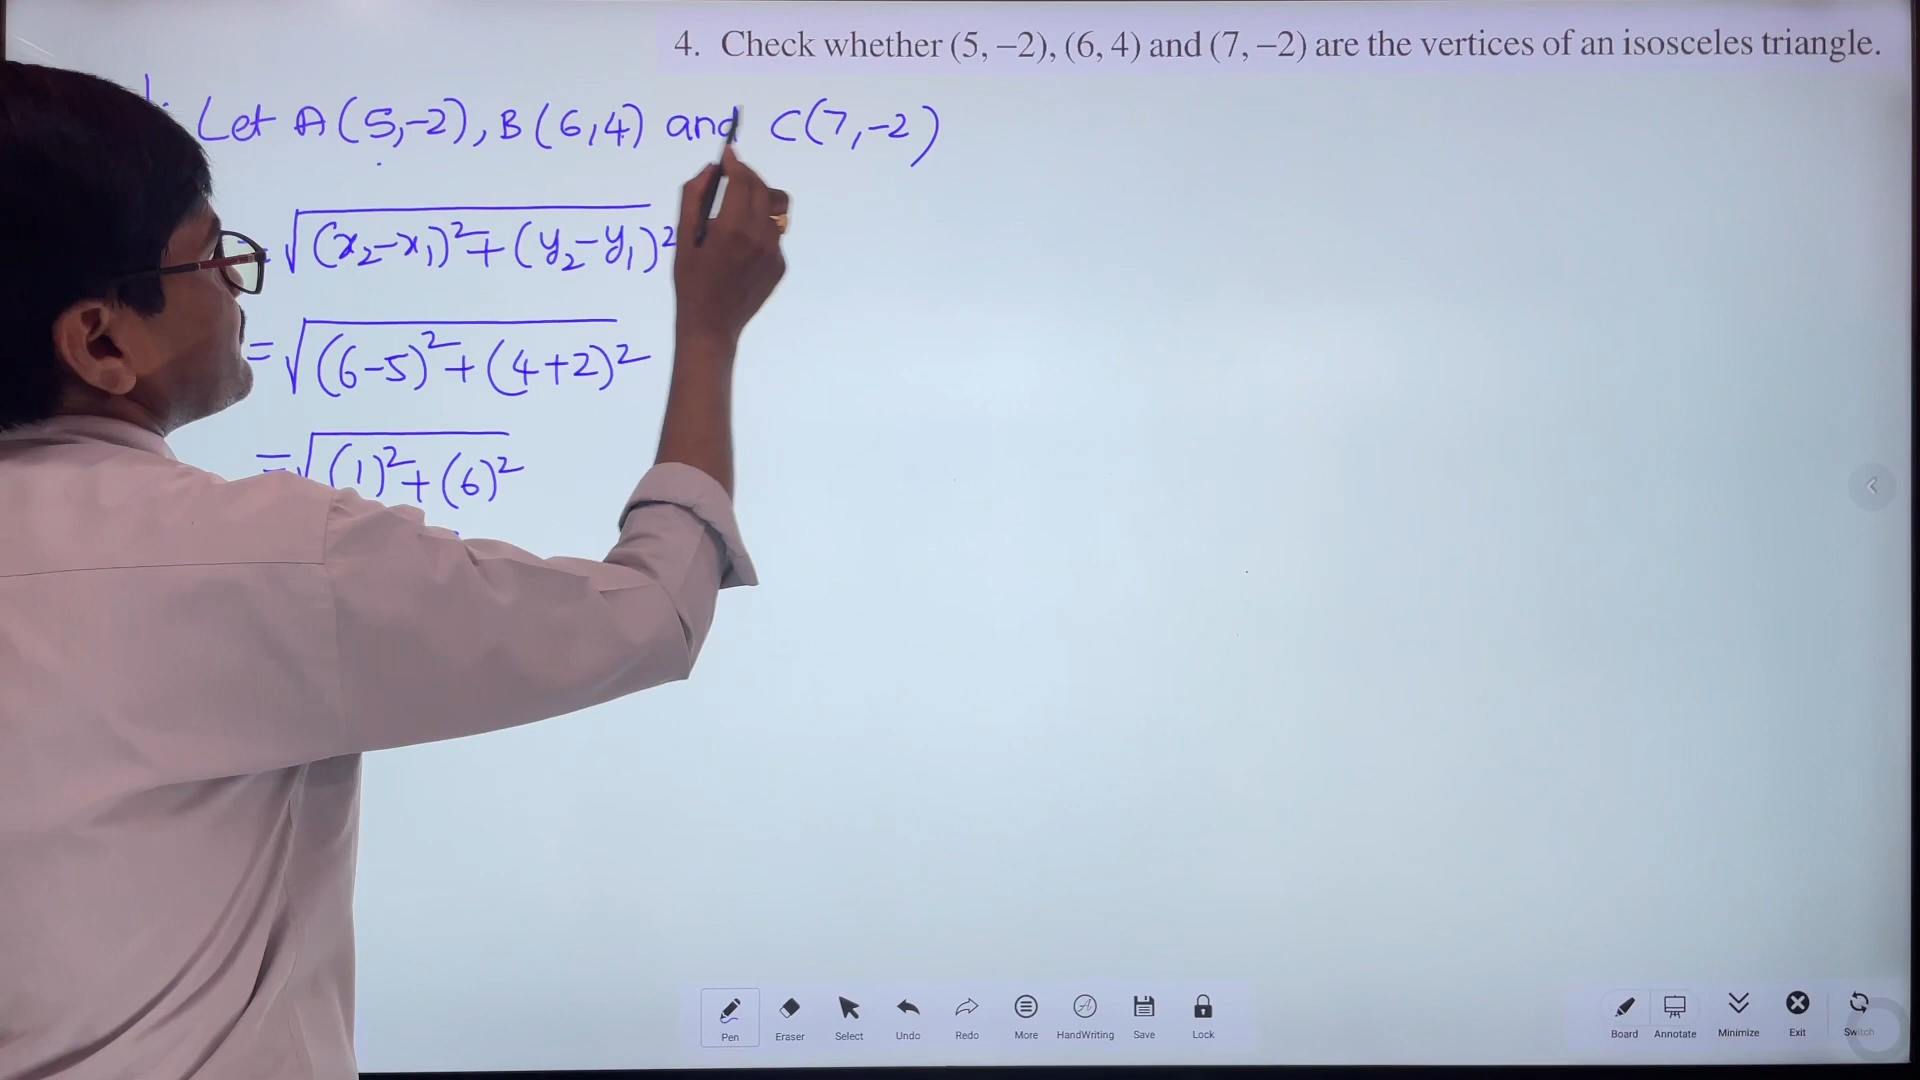 4. Check whether (5, −2), (6, 4) and (7, −2) are the vertices of an isosceles triangle.
Let A(5,-2), B(6,4) and C(7,-2)
= √(x₂-x₁)²+(y₂-y₁)²
= √(6-5)²+(4+2)²
= √(1)²+(6)²
Pen Eraser Select Undo Redo More HandWriting Save Lock
Board Annotate Minimize Exit Switch